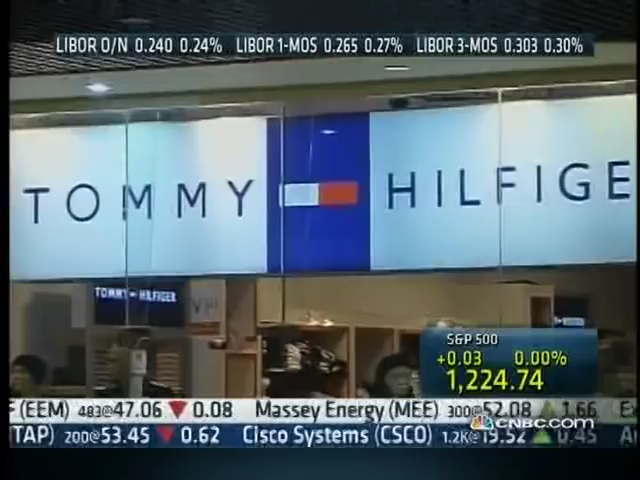 LIBOR O/N 0.240 0.24% LIBOR 1-MOS 0.265 0.27% LIBOR 3-MOS 0.303 0.30%
TOMMY HILFIGE
TOMMY HILFIGER
S&P 500
+0.03 0.00%
1,224.74
F (EEM) 483@47.06 ▼ 0.08 Massey Energy (MEE) 300@52.08 ▲ 1.66
CNBC.com
(TAP) 200@53.45 ▼ 0.62 Cisco Systems (CSCO) 1.2K@19.52 ▲ 0.45